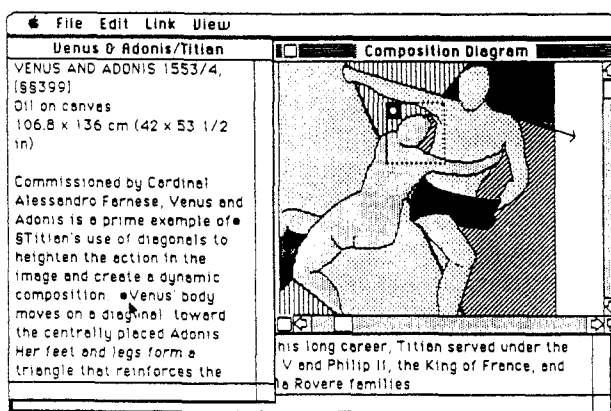 File Edit Link View
Venus & Adonis/Titian
VENUS AND ADONIS 1553/4,
[§§399]
Oil on canvas
106.8 x 136 cm (42 x 53 1/2
in)
Commissioned by Cardinal
Alessandro Farnese, Venus and
Adonis is a prime example of
§Titian's use of diagonals to
heighten the action in the
image and create a dynamic
composition. Venus' body
moves on a diagonal toward
the centrally placed Adonis
Her feet and legs form a
triangle that reinforces the
Composition Diagram
his long career, Titian served under the
V and Philip II, the King of France, and
la Rovere families